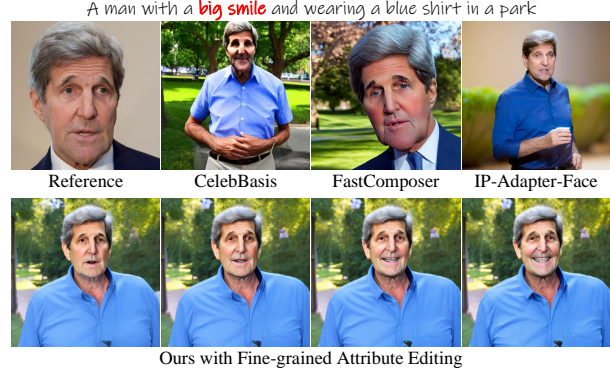 A man with a big smile and wearing a blue shirt in a park
Reference CelebBasis FastComposer IP-Adapter-Face
Ours with Fine-grained Attribute Editing